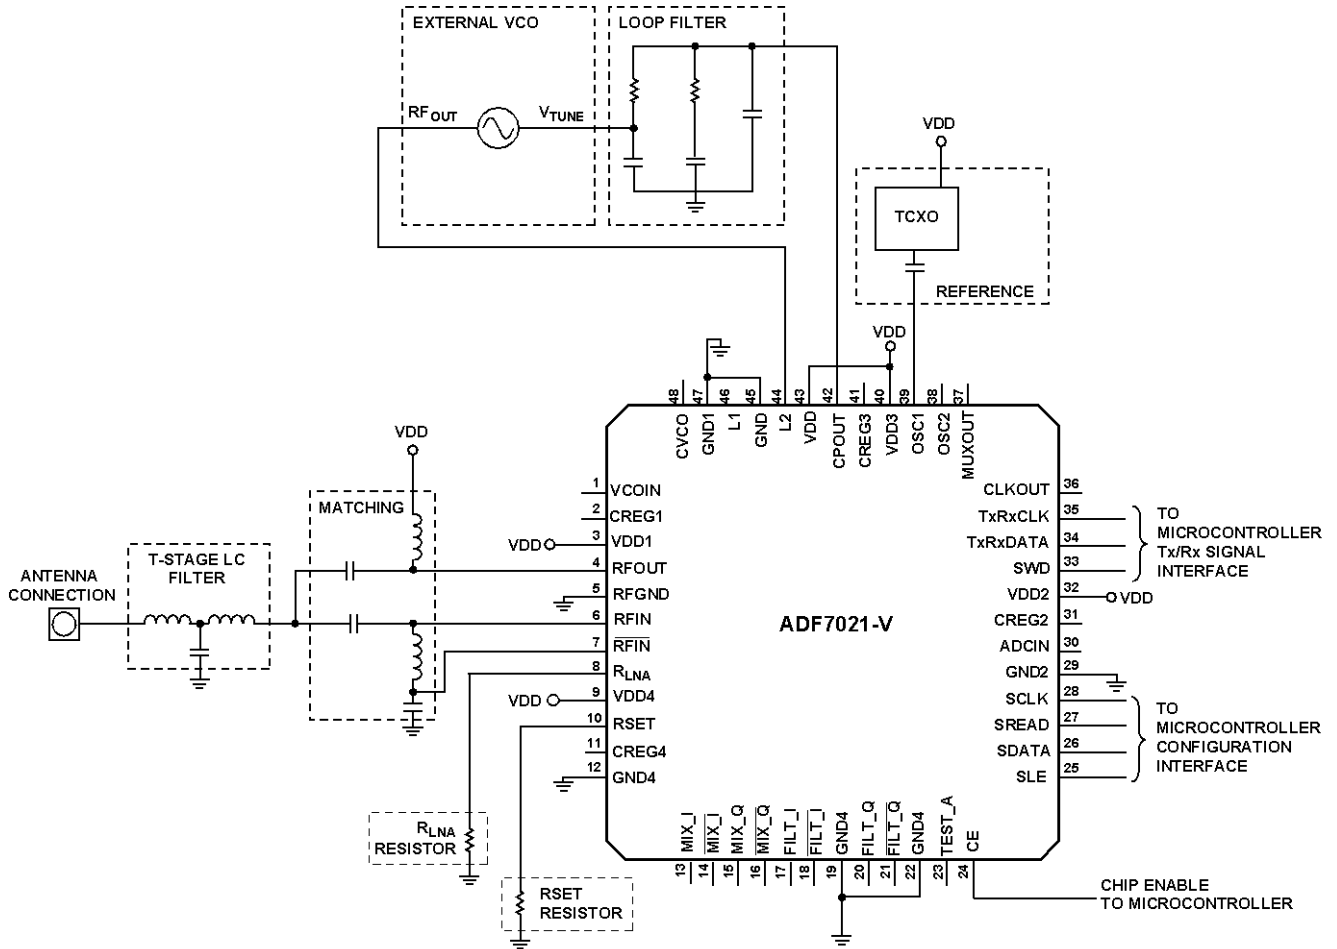 EXTERNAL VCO
LOOP FILTER
RFOUT
VTUNE
VDD
TCXO
REFERENCE
VDD
48
47
46
45
44
43
42
41
40
39
38
37
CVCO
GND1
L1
GND
L2
VDD
CPOUT
CREG3
VDD3
OSC1
OSC2
MUXOUT
VDD
MATCHING
T-STAGE LC
FILTER
ANTENNA
CONNECTION
1 VCOIN
2 CREG1
VDD 3 VDD1
4 RFOUT
5 RFGND
6 RFIN
7 RFIN
8 RLNA
VDD 9 VDD4
10 RSET
11 CREG4
12 GND4
ADF7021-V
CLKOUT 36
TxRxCLK 35
TxRxDATA 34
SWD 33
VDD2 32 VDD
CREG2 31
ADCIN 30
GND2 29
SCLK 28
SREAD 27
SDATA 26
SLE 25
TO
MICROCONTROLLER
Tx/Rx SIGNAL
INTERFACE
TO
MICROCONTROLLER
CONFIGURATION
INTERFACE
MIX_I
MIX_I
MIX_Q
MIX_Q
FILT_I
FILT_I
GND4
FILT_Q
FILT_Q
GND4
TEST_A
CE
13
14
15
16
17
18
19
20
21
22
23
24
RLNA
RESISTOR
RSET
RESISTOR
CHIP ENABLE
TO MICROCONTROLLER